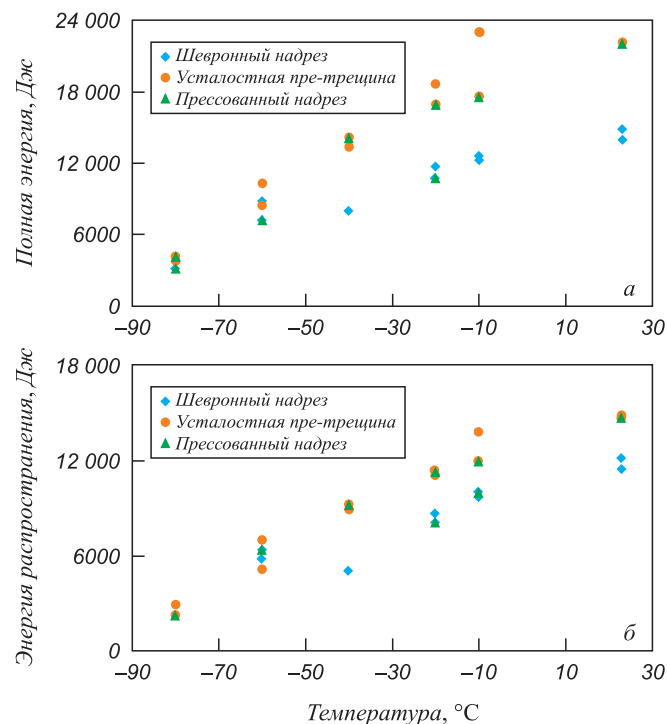 24 000
18 000
12 000
6000
0
Полная энергия, Дж
Шевронный надрез
Усталостная пре-трещина
Прессованный надрез
а
–90 –70 –50 –30 –10 10 30
18 000
12 000
6000
0
Энергия распространения, Дж
Шевронный надрез
Усталостная пре-трещина
Прессованный надрез
б
–90 –70 –50 –30 –10 10 30
Температура, °С